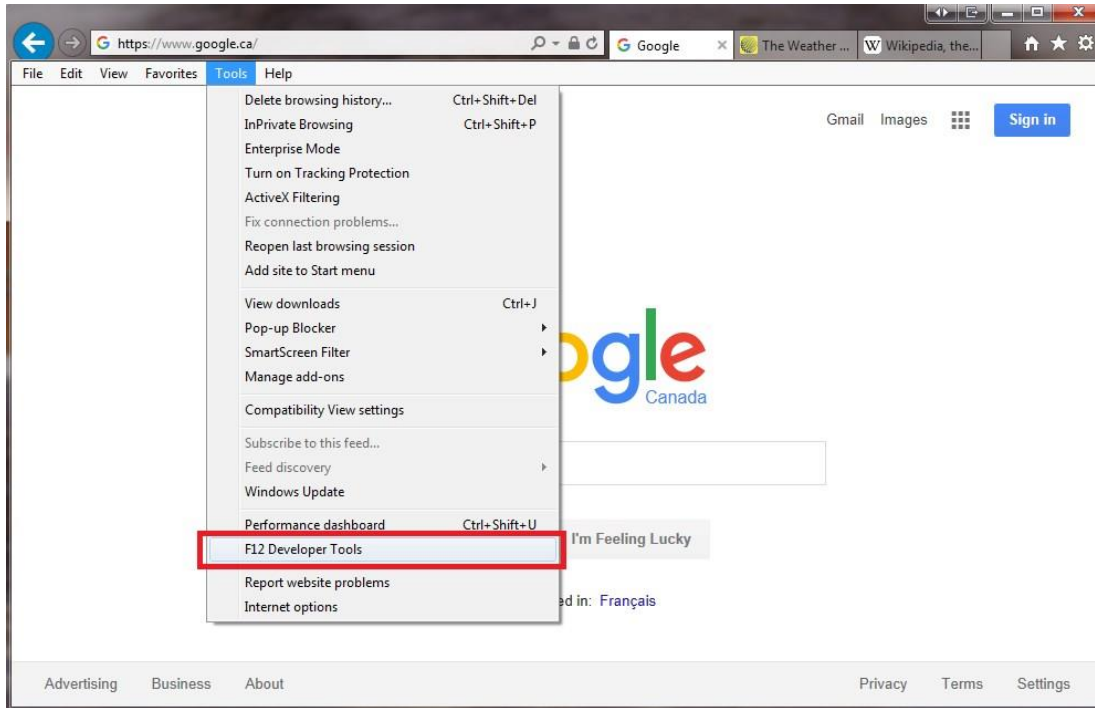 https://www.google.ca/
Google
The Weather ...
Wikipedia, the...
File Edit View Favorites Tools Help
Delete browsing history... Ctrl+Shift+Del
InPrivate Browsing Ctrl+Shift+P
Enterprise Mode
Turn on Tracking Protection
ActiveX Filtering
Fix connection problems...
Reopen last browsing session
Add site to Start menu
View downloads Ctrl+J
Pop-up Blocker
SmartScreen Filter
Manage add-ons
Compatibility View settings
Subscribe to this feed...
Feed discovery
Windows Update
Performance dashboard Ctrl+Shift+U
F12 Developer Tools
Report website problems
Internet options
Gmail Images Sign in
ogle
Canada
I'm Feeling Lucky
ed in: Français
Advertising Business About Privacy Terms Settings